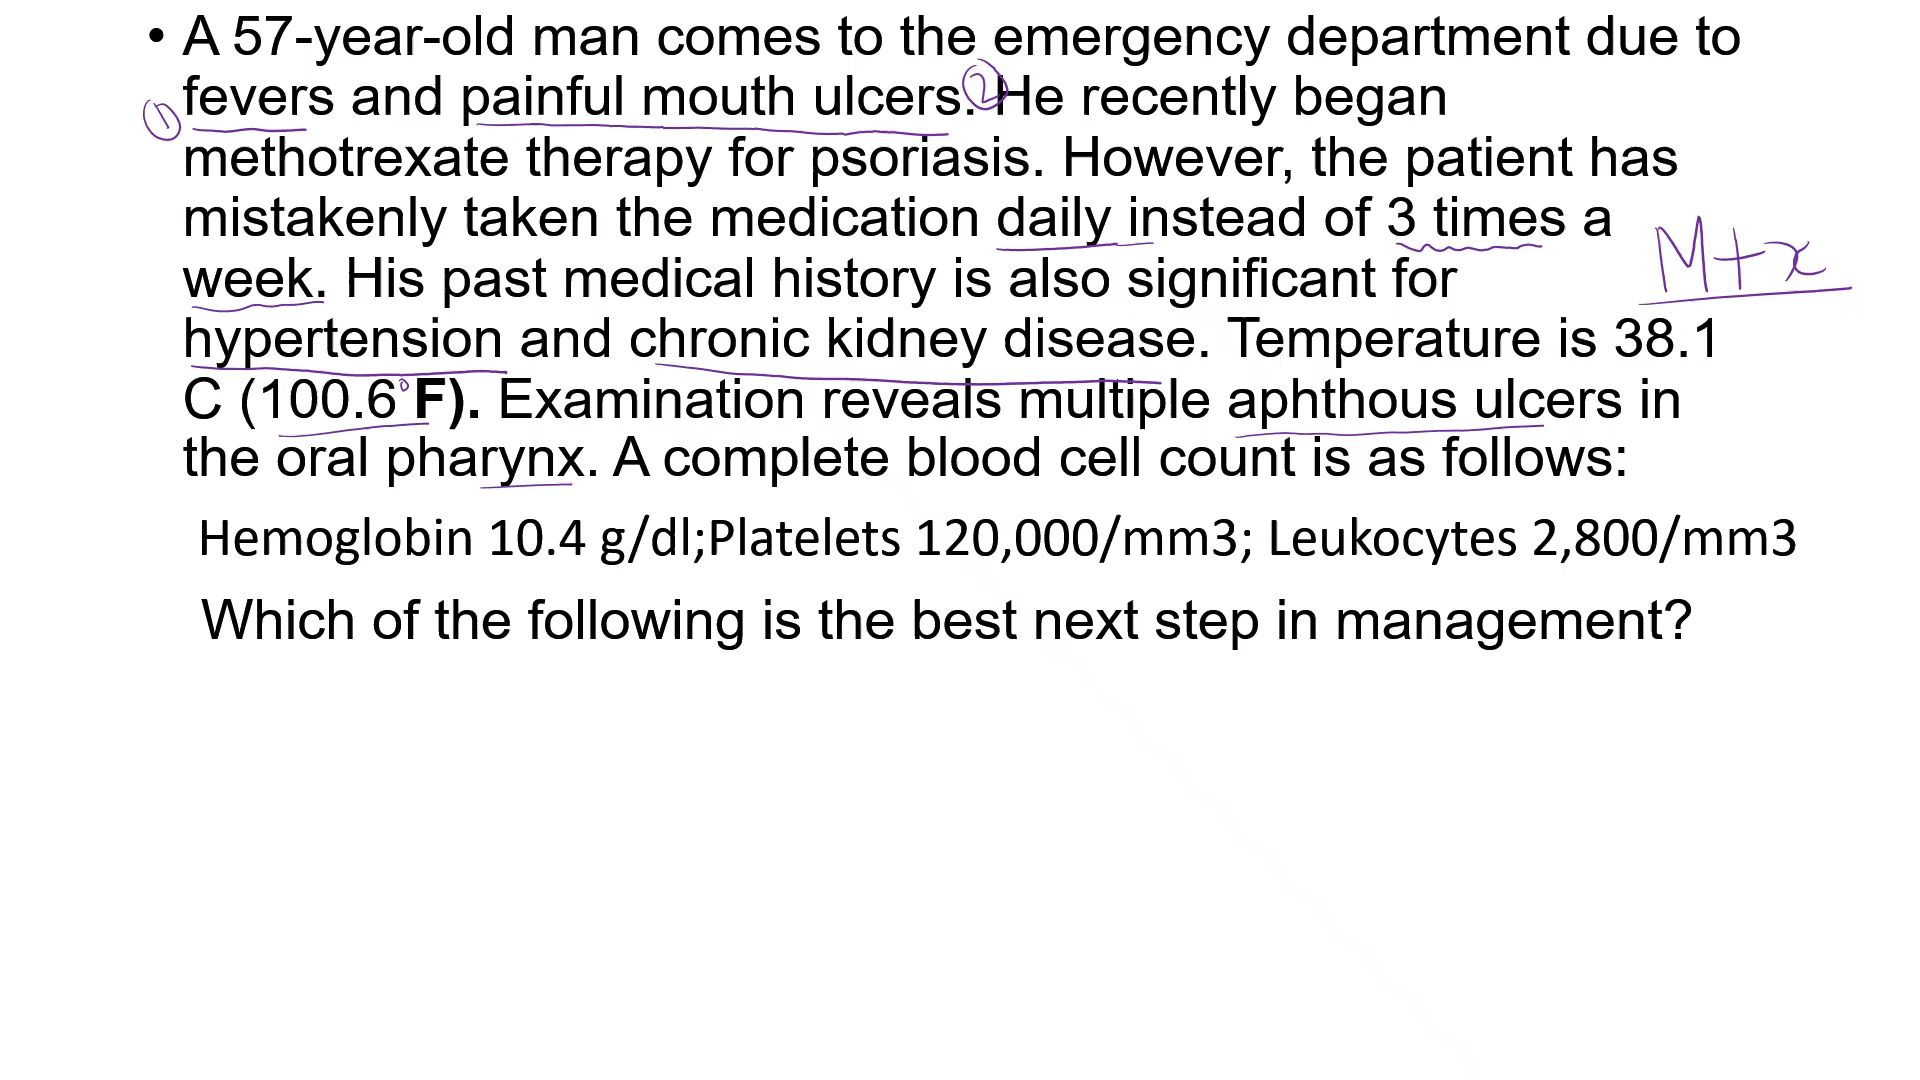 • A 57-year-old man comes to the emergency department due to
① fevers and painful mouth ulcers. ② He recently began
methotrexate therapy for psoriasis. However, the patient has
mistakenly taken the medication daily instead of 3 times a
week. His past medical history is also significant for
Mtx
hypertension and chronic kidney disease. Temperature is 38.1
C (100.6°F). Examination reveals multiple aphthous ulcers in
the oral pharynx. A complete blood cell count is as follows:
Hemoglobin 10.4 g/dl;Platelets 120,000/mm3; Leukocytes 2,800/mm3
Which of the following is the best next step in management?